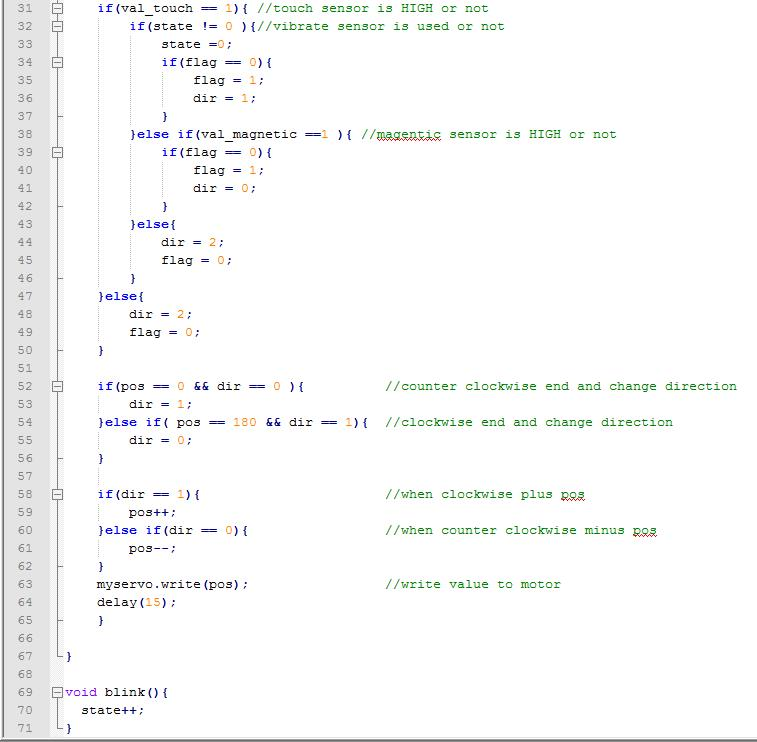 31 if(val_touch == 1){ //touch sensor is HIGH or not
32 if(state != 0 ){//vibrate sensor is used or not
33 state =0;
34 if(flag == 0){
35 flag = 1;
36 dir = 1;
37 }
38 }else if(val_magnetic ==1 ){ //magentic sensor is HIGH or not
39 if(flag == 0){
40 flag = 1;
41 dir = 0;
42 }
43 }else{
44 dir = 2;
45 flag = 0;
46 }
47 }else{
48 dir = 2;
49 flag = 0;
50 }
51
52 if(pos == 0 && dir == 0 ){ //counter clockwise end and change direction
53 dir = 1;
54 }else if( pos == 180 && dir == 1){ //clockwise end and change direction
55 dir = 0;
56 }
57
58 if(dir == 1){ //when clockwise plus pos
59 pos++;
60 }else if(dir == 0){ //when counter clockwise minus pos
61 pos--;
62 }
63 myservo.write(pos); //write value to motor
64 delay(15);
65 }
66
67 }
68
69 void blink(){
70 state++;
71 }